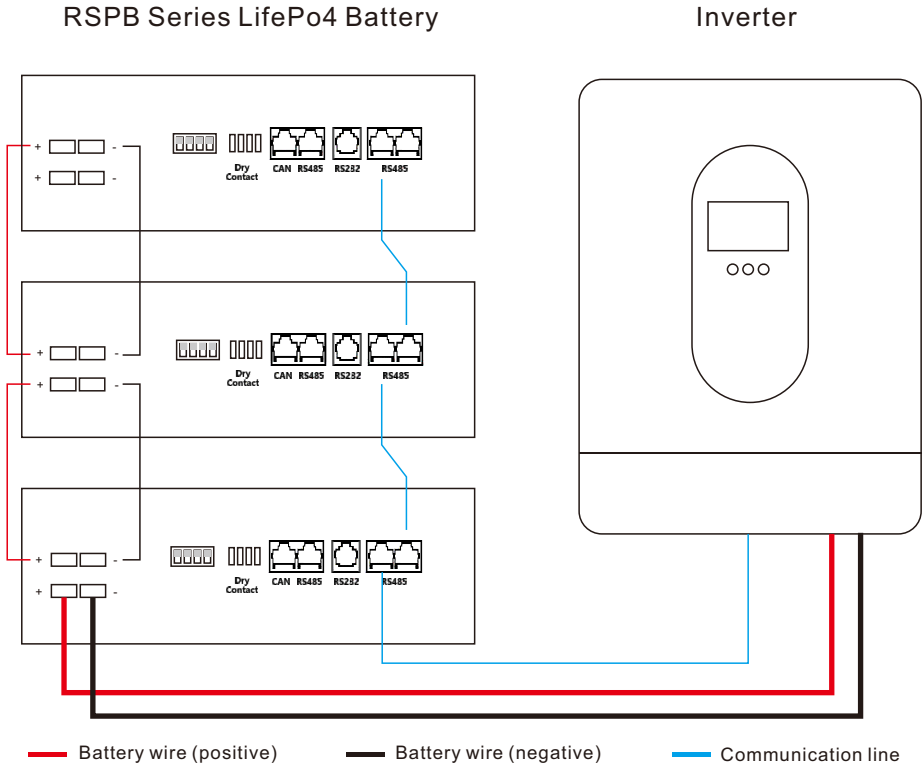 RSPB Series LifePo4 Battery
Inverter
+ -
+ -
Dry
Contact
CAN RS485 RS232 RS485
+ -
+ -
Dry
Contact
CAN RS485 RS232 RS485
+ -
+ -
Dry
Contact
CAN RS485 RS232 RS485
Battery wire (positive)
Battery wire (negative)
Communication line